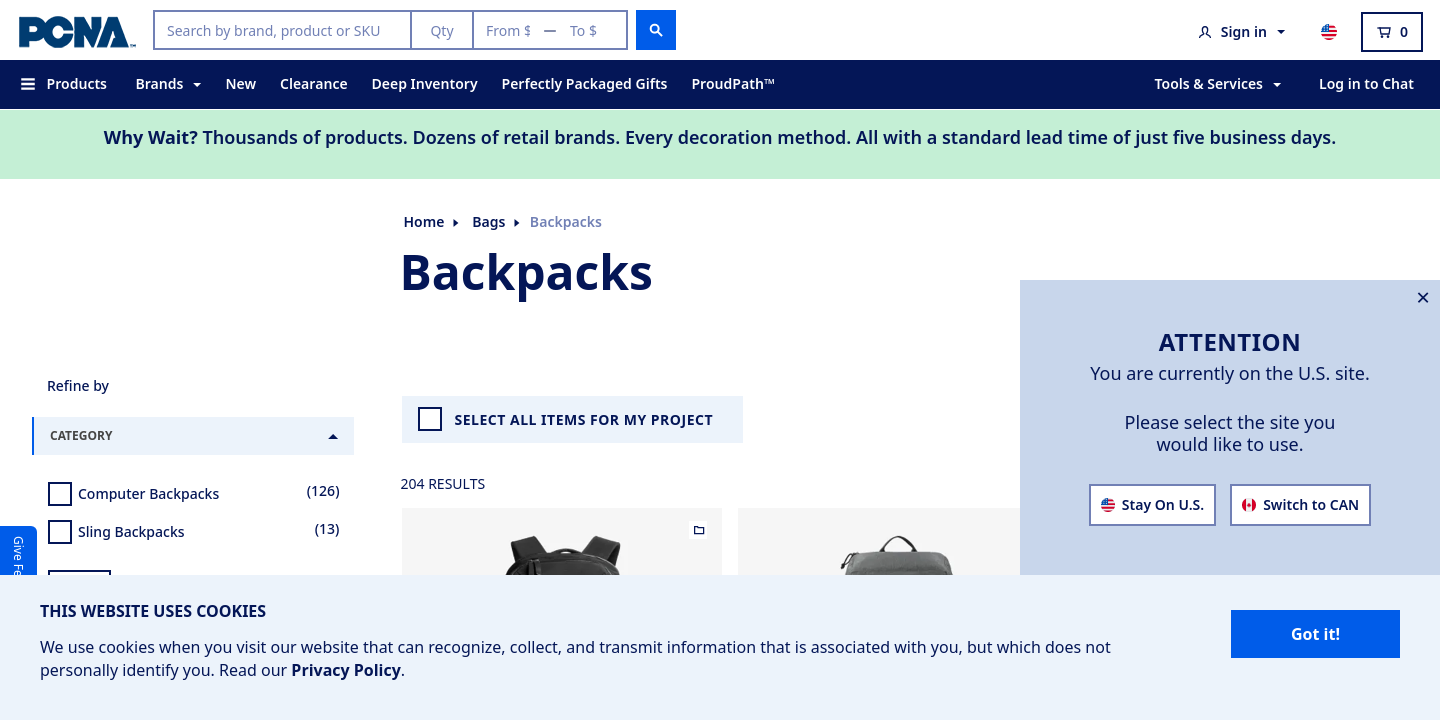 PCNA™
Search by brand, product or SKU
Qty
From $ — To $
Sign in
0
Products
Brands
New
Clearance
Deep Inventory
Perfectly Packaged Gifts
ProudPath™
Tools & Services
Log in to Chat
Why Wait? Thousands of products. Dozens of retail brands. Every decoration method. All with a standard lead time of just five business days.
Home
Bags
Backpacks
Backpacks
Refine by
CATEGORY
Computer Backpacks (126)
Sling Backpacks (13)
SELECT ALL ITEMS FOR MY PROJECT
204 RESULTS
ATTENTION
You are currently on the U.S. site.
Please select the site you
would like to use.
Stay On U.S.
Switch to CAN
Give
THIS WEBSITE USES COOKIES
We use cookies when you visit our website that can recognize, collect, and transmit information that is associated with you, but which does not
personally identify you. Read our Privacy Policy.
Got it!